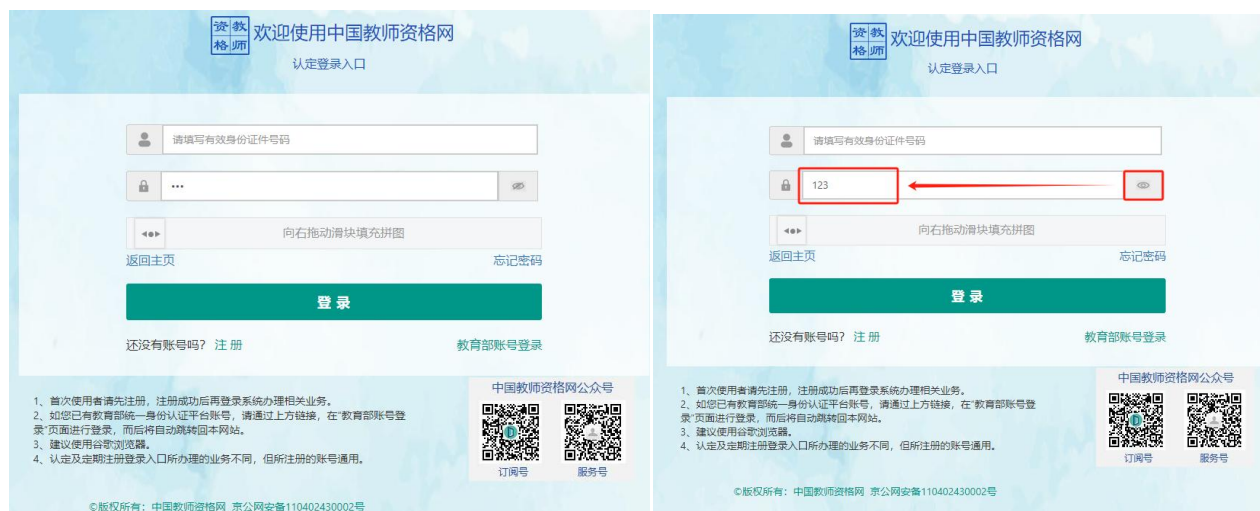 资教
格师
欢迎使用中国教师资格网
认定登录入口
请填写有效身份证件号码
•••
向右拖动滑块填充拼图
返回主页 忘记密码
登 录
还没有账号吗？ 注 册 教育部账号登录
1、首次使用者请先注册，注册成功后再登录系统办理相关业务。
2、如您已有教育部统一身份认证平台账号，请通过上方链接，在“教育部账号登
录”页面进行登录，而后将自动跳转回本网站。
3、建议使用谷歌浏览器。
4、认定及定期注册登录入口所办理的业务不同，但所注册的账号通用。
中国教师资格网公众号
订阅号 服务号
©版权所有：中国教师资格网 京公网安备110402430002号
资教
格师
欢迎使用中国教师资格网
认定登录入口
请填写有效身份证件号码
123
向右拖动滑块填充拼图
返回主页 忘记密码
登 录
还没有账号吗？ 注 册 教育部账号登录
1、首次使用者请先注册，注册成功后再登录系统办理相关业务。
2、如您已有教育部统一身份认证平台账号，请通过上方链接，在“教育部账号登
录”页面进行登录，而后将自动跳转回本网站。
3、建议使用谷歌浏览器。
4、认定及定期注册登录入口所办理的业务不同，但所注册的账号通用。
中国教师资格网公众号
订阅号 服务号
©版权所有：中国教师资格网 京公网安备110402430002号